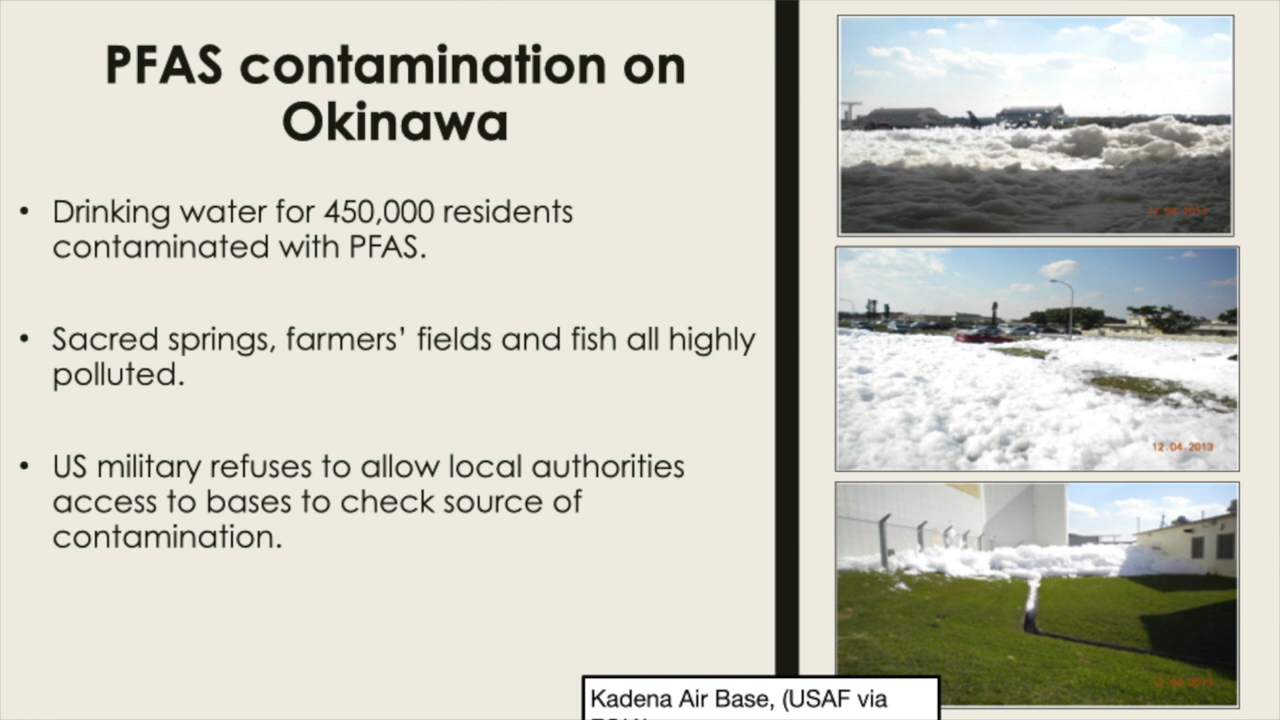 PFAS contamination on
Okinawa
• Drinking water for 450,000 residents
contaminated with PFAS.
• Sacred springs, farmers’ fields and fish all highly
polluted.
• US military refuses to allow local authorities
access to bases to check source of
contamination.
12 04 2013
Kadena Air Base, (USAF via